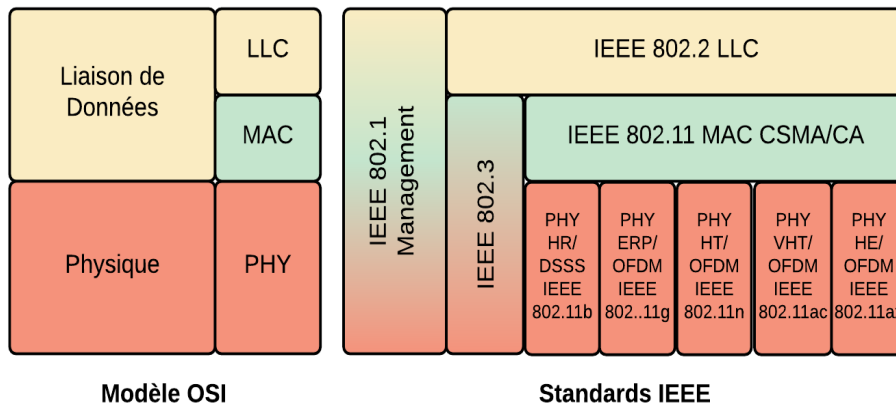 Liaison de
Données
LLC
MAC
Physique
PHY
Modèle OSI
IEEE 802.1
Management
IEEE 802.2 LLC
IEEE 802.3
IEEE 802.11 MAC CSMA/CA
PHY
HR/
DSSS
IEEE
802.11b
PHY
ERP/
OFDM
IEEE
802..11g
PHY
HT/
OFDM
IEEE
802.11n
PHY
VHT/
OFDM
IEEE
802.11ac
PHY
HE/
OFDM
IEEE
Standards IEEE